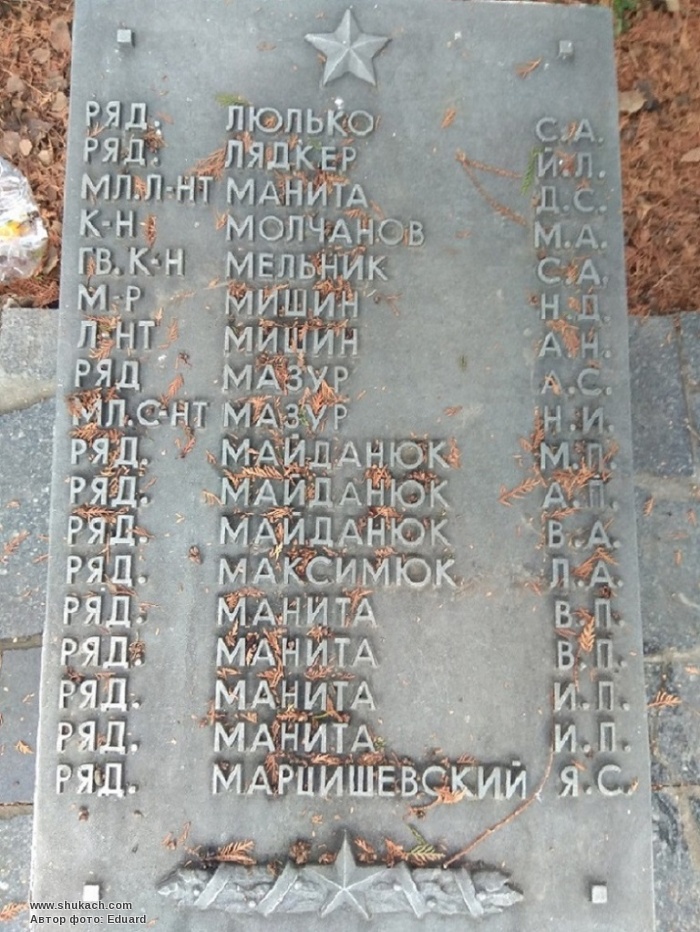 РЯД. ЛЮЛЬКО С.А.
РЯД. ЛЯДКЕР И.Л.
МЛ.Л-НТ МАНИТА Д.С.
К-Н МОЛЧАНОВ М.А.
ГВ.К-Н МЕЛЬНИК С.А.
М-Р МИШИН Н.Д.
Л-НТ МИШИН А.Н.
РЯД МАЗУР А.С.
МЛ.С-НТ МАЗУР Н.И.
РЯД. МАЙДАНЮК М.П.
РЯД. МАЙДАНЮК А.П.
РЯД. МАЙДАНЮК В.А.
РЯД. МАКСИМЮК Л.А.
РЯД. МАНИТА В.П.
РЯД. МАНИТА В.П.
РЯД. МАНИТА И.П.
РЯД. МАНИТА И.П.
РЯД. МАРЦИШЕВСКИЙ Я.С.
www.shukach.com
Автор фото: Eduard